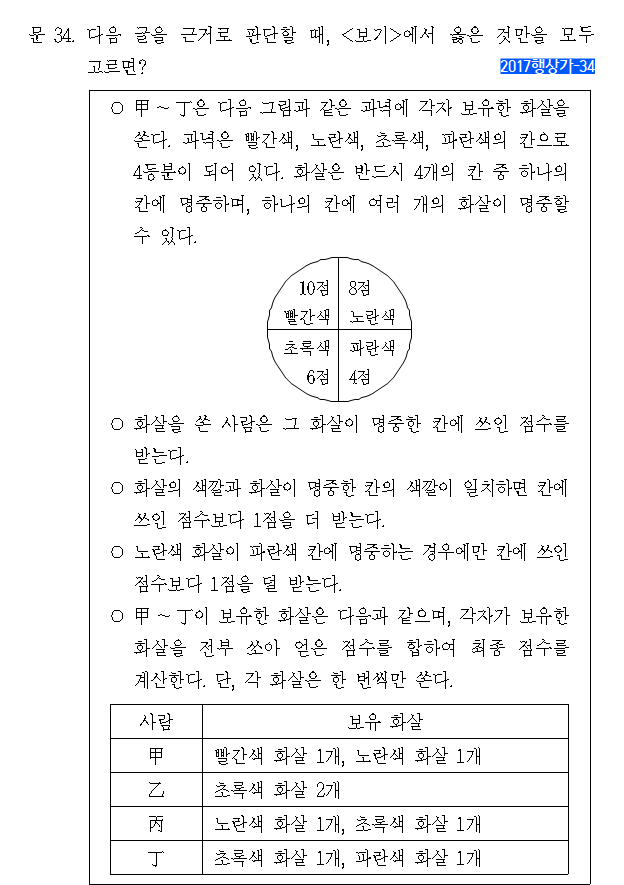 문 34. 다음 글을 근거로 판단할 때, <보기>에서 옳은 것만을 모두
고르면?
2017행상가-34
○ 甲~丁은 다음 그림과 같은 과녁에 각자 보유한 화살을
쏜다. 과녁은 빨간색, 노란색, 초록색, 파란색의 칸으로
4등분이 되어 있다. 화살은 반드시 4개의 칸 중 하나의
칸에 명중하며, 하나의 칸에 여러 개의 화살이 명중할
수 있다.
10점 8점
빨간색 노란색
초록색 파란색
6점 4점
○ 화살을 쏜 사람은 그 화살이 명중한 칸에 쓰인 점수를
받는다.
○ 화살의 색깔과 화살이 명중한 칸의 색깔이 일치하면 칸에
쓰인 점수보다 1점을 더 받는다.
○ 노란색 화살이 파란색 칸에 명중하는 경우에만 칸에 쓰인
점수보다 1점을 덜 받는다.
○ 甲~丁이 보유한 화살은 다음과 같으며, 각자가 보유한
화살을 전부 쏘아 얻은 점수를 합하여 최종 점수를
계산한다. 단, 각 화살은 한 번씩만 쏜다.
사람 보유 화살
甲 빨간색 화살 1개, 노란색 화살 1개
乙 초록색 화살 2개
丙 노란색 화살 1개, 초록색 화살 1개
丁 초록색 화살 1개, 파란색 화살 1개